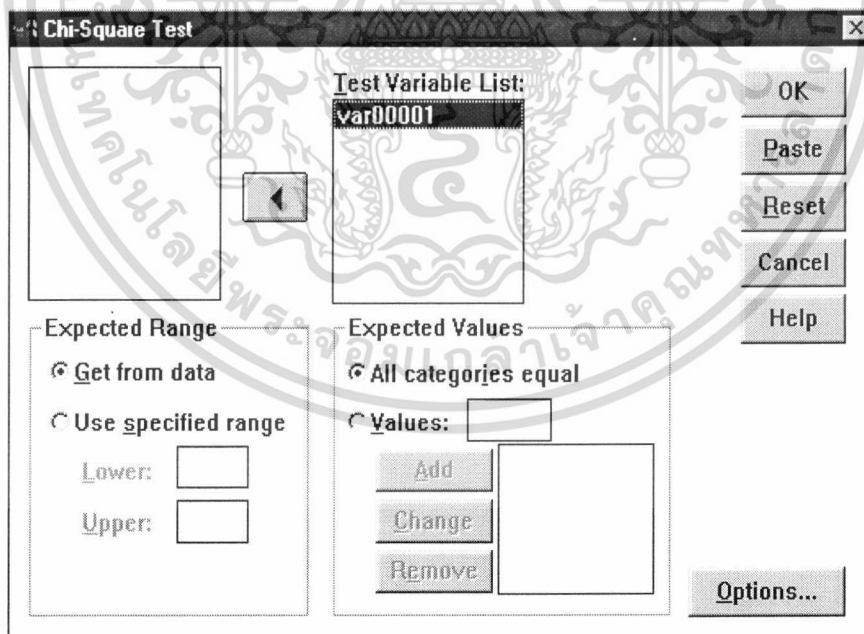 Chi-Square Test
Test Variable List:
var00001
OK
Paste
Reset
Cancel
Help
Expected Range
Get from data
Use specified range
Lower:
Upper:
Expected Values
All categories equal
Values:
Add
Change
Remove
Options...